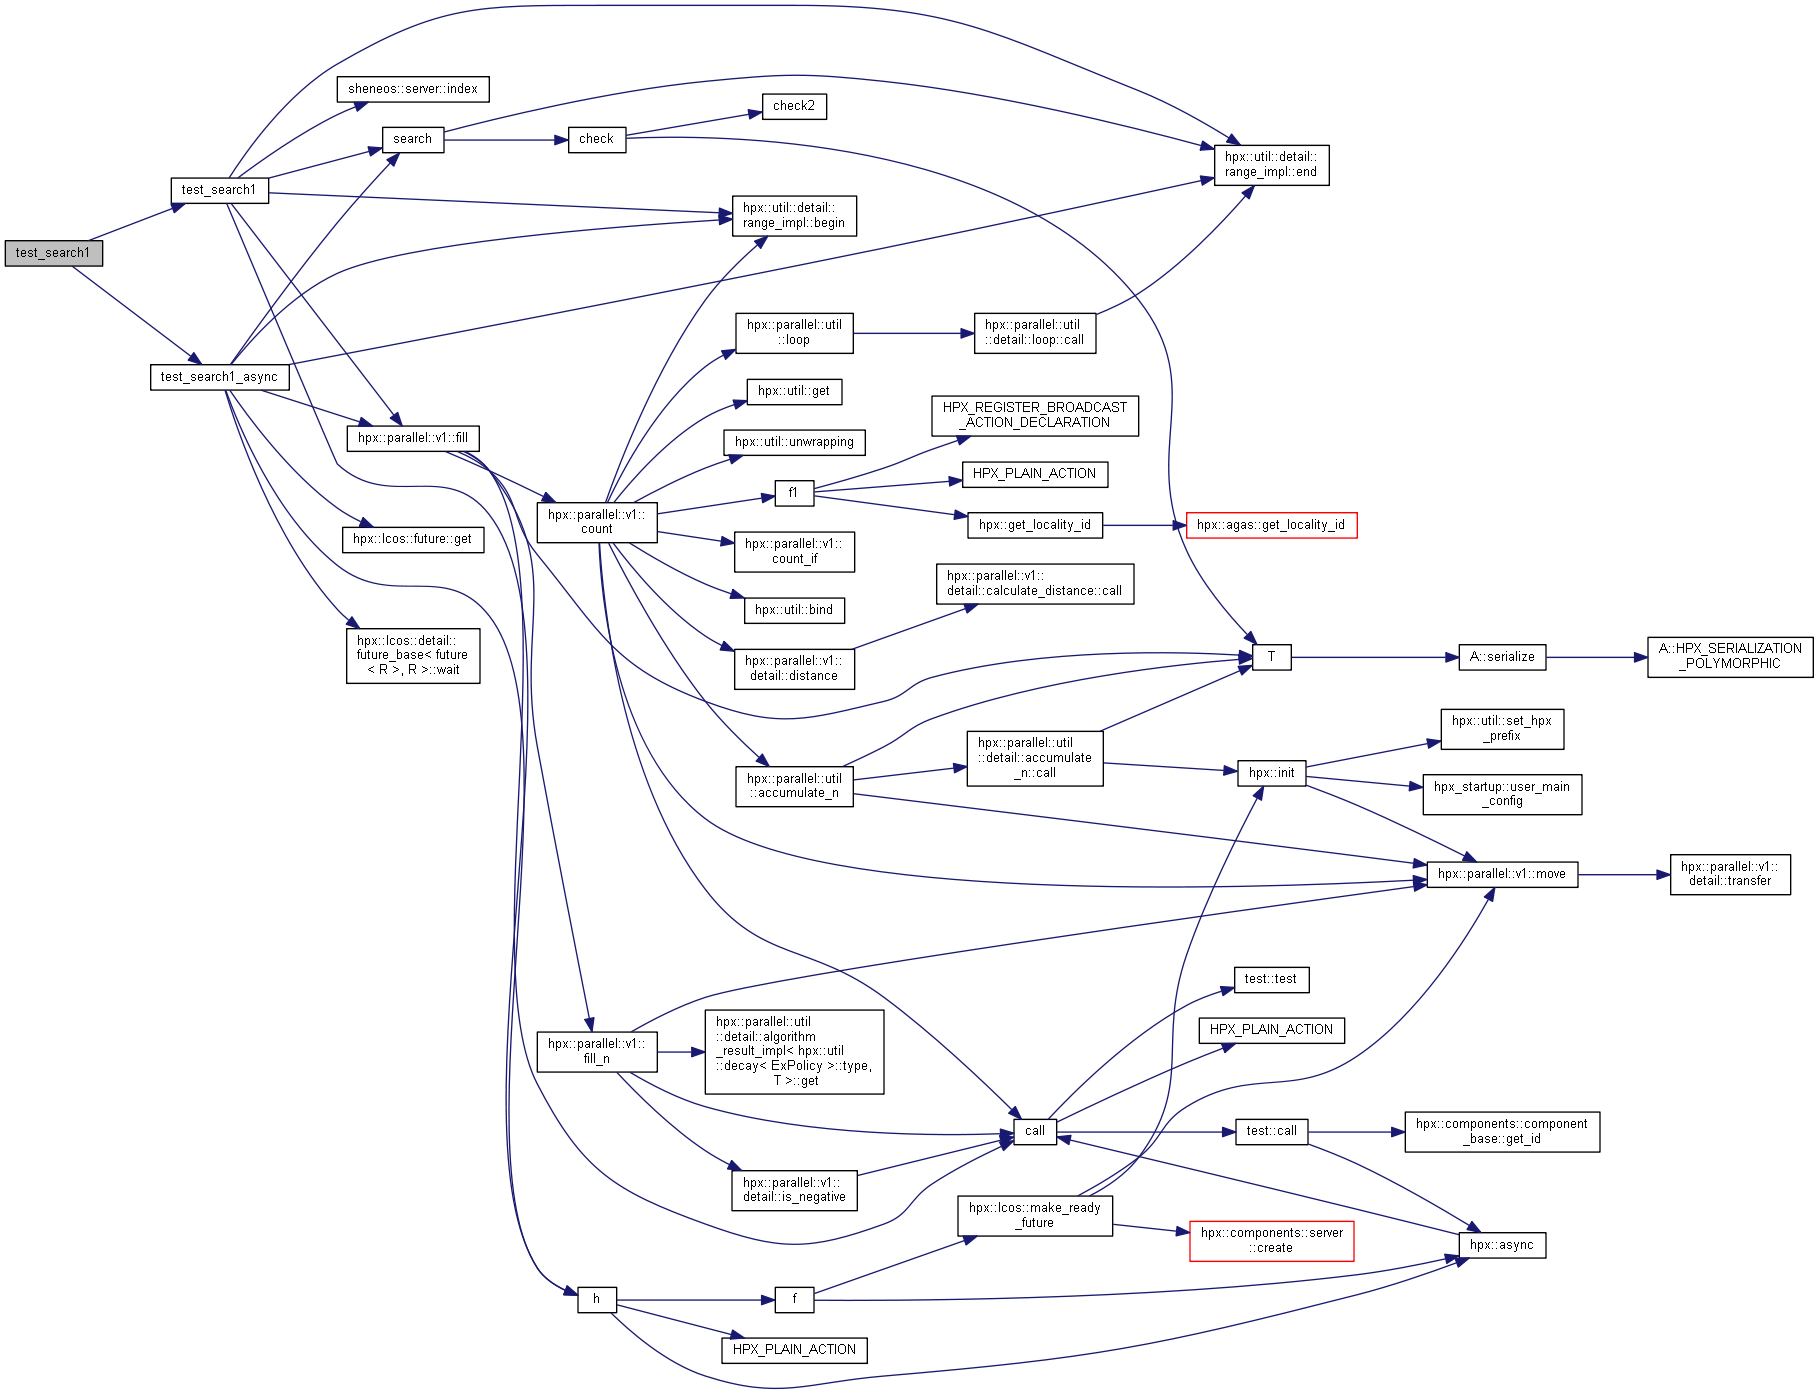 test_search1
test_search1
test_search1_async
sheneos::server::index
search
hpx::parallel::v1::fill
hpx::lcos::future::get
hpx::lcos::detail::
future_base< future
< R >, R >::wait
check
check2
hpx::util::detail::
range_impl::begin
hpx::util::detail::
range_impl::end
hpx::parallel::util
::loop
hpx::parallel::util
::detail::loop::call
hpx::util::get
hpx::util::unwrapping
HPX_REGISTER_BROADCAST
_ACTION_DECLARATION
HPX_PLAIN_ACTION
f1
hpx::get_locality_id
hpx::agas::get_locality_id
hpx::parallel::v1::
count
hpx::parallel::v1::
count_if
hpx::util::bind
hpx::parallel::v1::
detail::calculate_distance::call
hpx::parallel::v1::
detail::distance
T
A::serialize
A::HPX_SERIALIZATION
_POLYMORPHIC
hpx::parallel::util
::accumulate_n
hpx::parallel::util
::detail::accumulate
_n::call
hpx::init
hpx::util::set_hpx
_prefix
hpx_startup::user_main
_config
hpx::parallel::v1::move
hpx::parallel::v1::
detail::transfer
test::test
HPX_PLAIN_ACTION
hpx::parallel::v1::
fill_n
hpx::parallel::util
::detail::algorithm
_result_impl< hpx::util
::decay< ExPolicy >::type,
T >::get
call
test::call
hpx::components::component
_base::get_id
hpx::parallel::v1::
detail::is_negative
hpx::lcos::make_ready
_future
hpx::components::server
::create
hpx::async
h
f
HPX_PLAIN_ACTION